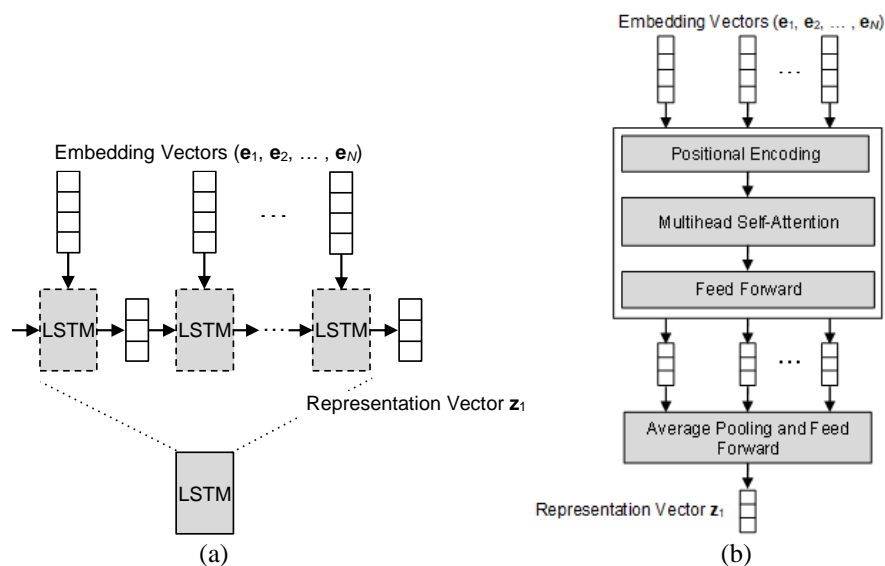 Embedding Vectors (e1, e2, … , eN)
...
LSTM
LSTM
...
LSTM
Representation Vector z1
LSTM
(a)
Embedding Vectors (e1, e2, … , eN)
...
Positional Encoding
Multihead Self-Attention
Feed Forward
...
Average Pooling and Feed
Forward
Representation Vector z1
(b)